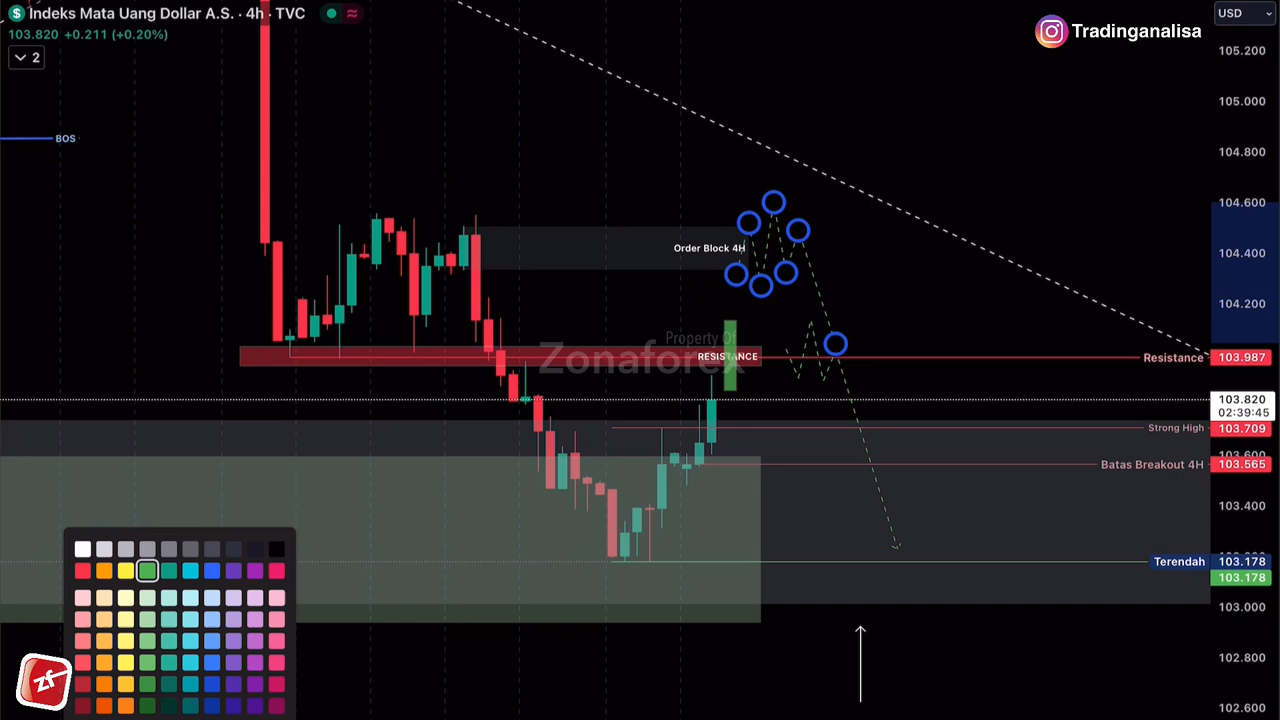 $ Indeks Mata Uang Dollar A.S. · 4h · TVC
103.820 +0.211 (+0.20%)
2
Tradinganalisa
USD
105.200
105.000
BOS
104.800
104.600
Order Block 4H
104.400
104.200
Property Of
Zonaforex
RESISTANCE
Resistance 103.987
103.820
02:39:45
Strong High 103.709
103.600
Batas Breakout 4H 103.565
103.400
Terendah 103.178
103.178
103.000
102.800
102.600
zf